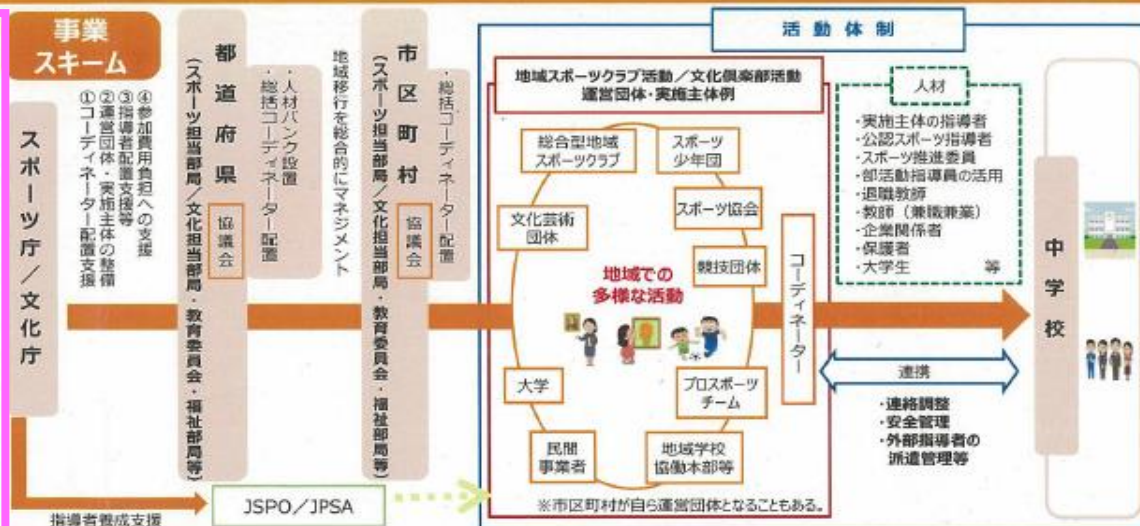 事業
スキーム
スポーツ庁/文化庁
①コーディネーター配置支援
②運営団体・実施主体の整備
③指導者配置支援等
④参加費用負担への支援
都道府県
(スポーツ担当部局/文化担当部局・教育委員会・福祉部局等)
協議会
・人材バンク設置
・総括コーディネーター配置
地域移行を総合的にマネジメント
市区町村
(スポーツ担当部局/文化担当部局・教育委員会・福祉部局等)
協議会
・総括コーディネーター配置
指導者養成支援
JSPO/JPSA
活動体制
地域スポーツクラブ活動/文化倶楽部活動
運営団体・実施主体例
総合型地域
スポーツクラブ
スポーツ
少年団
文化芸術
団体
スポーツ協会
競技団体
地域での
多様な活動
大学
プロスポーツ
チーム
民間
事業者
地域学校
協働本部等
※市区町村が自ら運営団体となることもある。
コーディネーター
人材
・実施主体の指導者
・公認スポーツ指導者
・スポーツ推進委員
・部活動指導員の活用
・退職教師
・教師(兼職兼業)
・企業関係者
・保護者
・大学生 等
連携
・連絡調整
・安全管理
・外部指導者の
派遣管理等
中学校